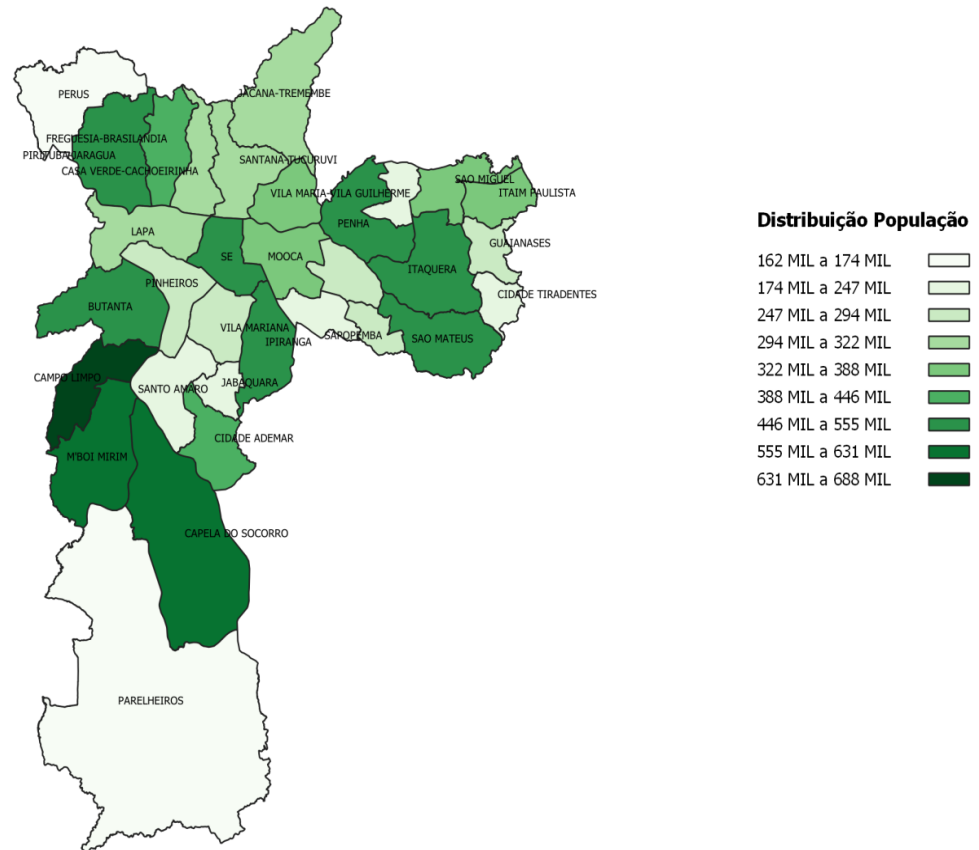 JACANA-TREMEMBE
PERUS
FREGUESIA-BRASILANDIA
PIRITUBA-JARAGUA
SANTANA-TUCURUVI
CASA VERDE-CACHOEIRINHA
SAO MIGUEL
VILA MARIA-VILA GUILHERME
ITAIM PAULISTA
PENHA
LAPA
GUAIANASES
SE
MOOCA
ITAQUERA
PINHEIROS
CIDADE TIRADENTES
BUTANTA
VILA MARIANA
SAPOPEMBA
SAO MATEUS
IPIRANGA
CAMPO LIMPO
JABAQUARA
SANTO AMARO
CIDADE ADEMAR
M'BOI MIRIM
CAPELA DO SOCORRO
PARELHEIROS
Distribuição População
162 MIL a 174 MIL
174 MIL a 247 MIL
247 MIL a 294 MIL
294 MIL a 322 MIL
322 MIL a 388 MIL
388 MIL a 446 MIL
446 MIL a 555 MIL
555 MIL a 631 MIL
631 MIL a 688 MIL